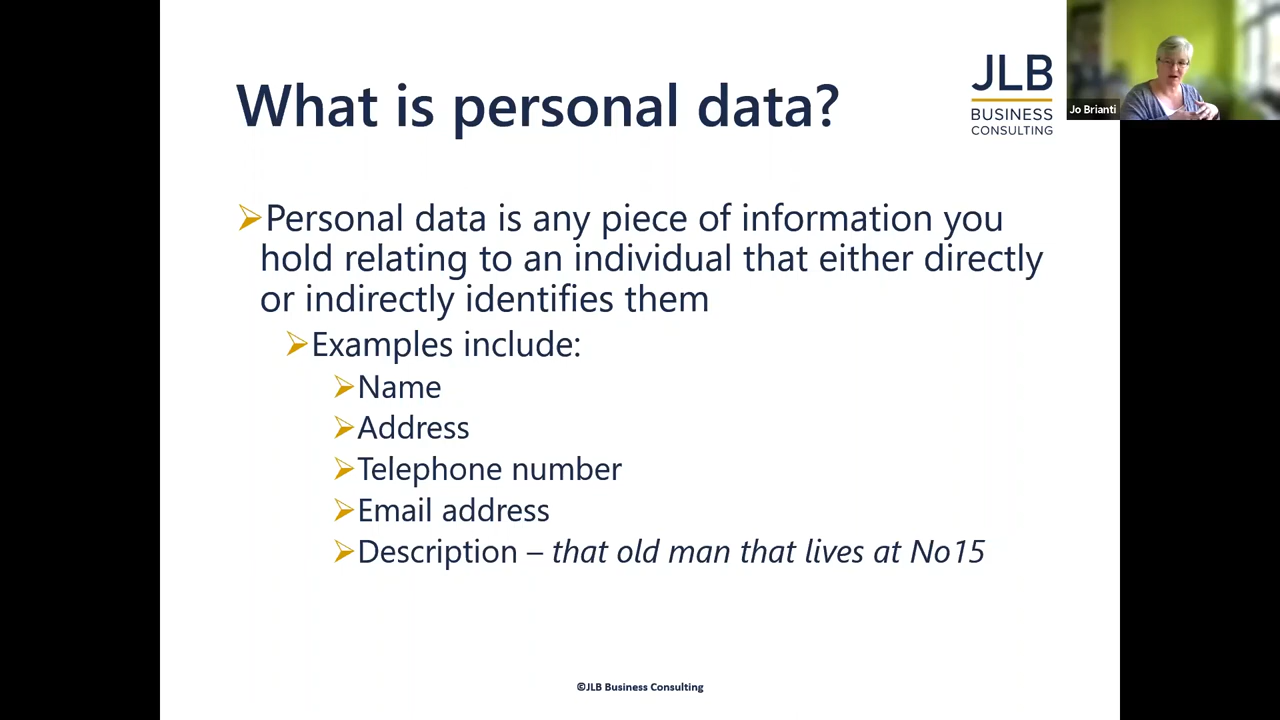 What is personal data?
JLB
BUSINESS
CONSULTING
Jo Brianti
➢Personal data is any piece of information you
hold relating to an individual that either directly
or indirectly identifies them
➢Examples include:
➢Name
➢Address
➢Telephone number
➢Email address
➢Description – that old man that lives at No15
©JLB Business Consulting